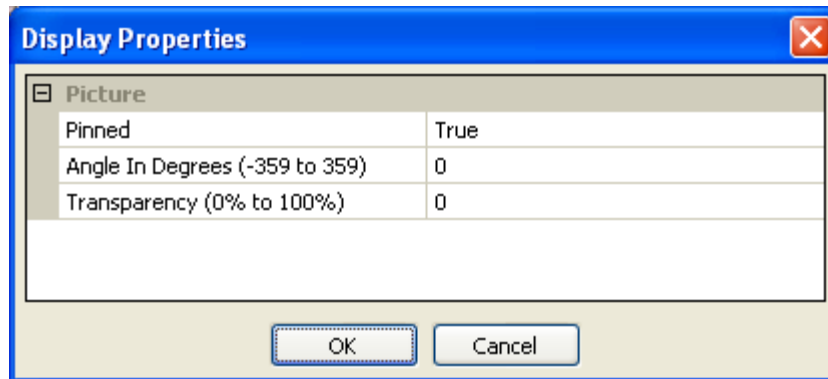 Display Properties
Picture
Pinned True
Angle In Degrees (-359 to 359) 0
Transparency (0% to 100%) 0
OK Cancel